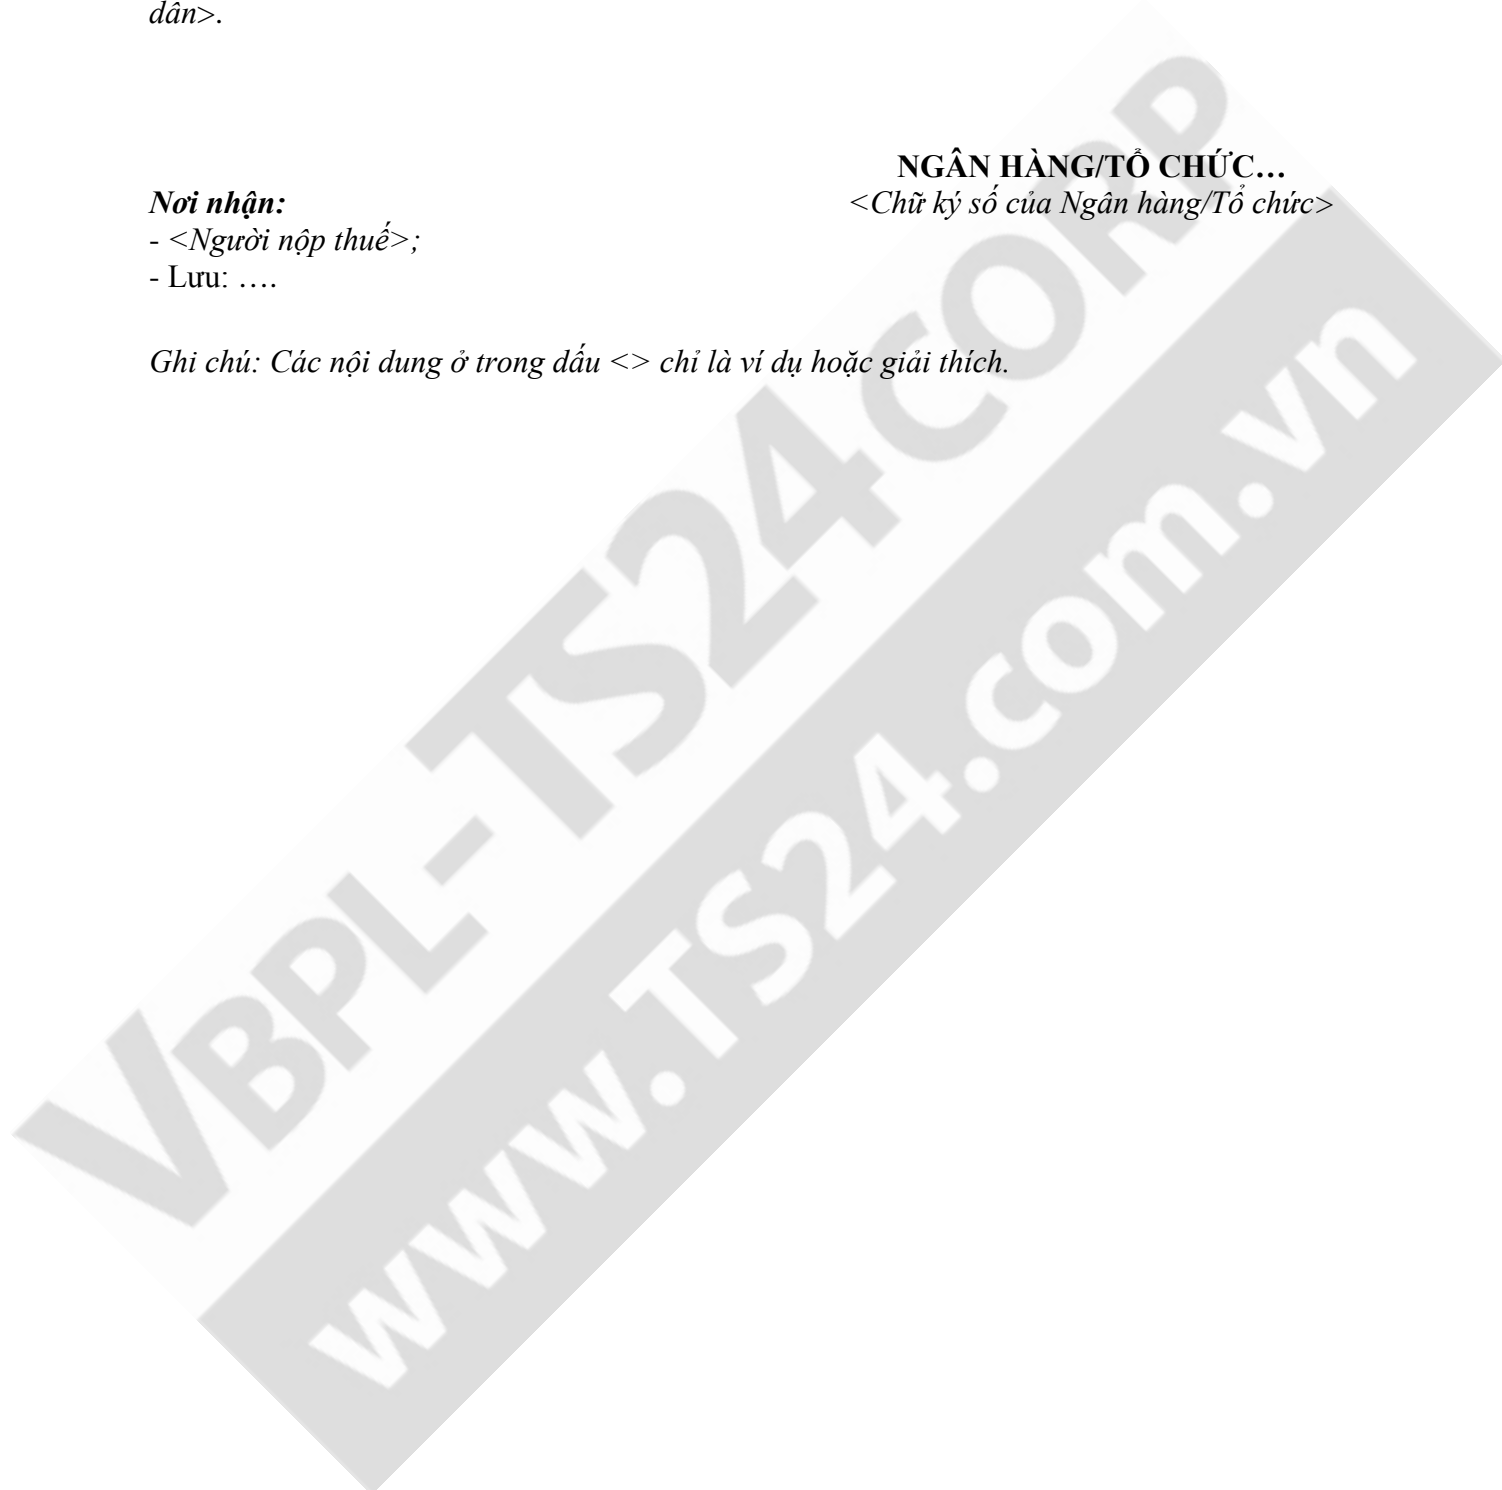 dân>.
NGÂN HÀNG/TỔ CHỨC…
<Chữ ký số của Ngân hàng/Tổ chức>
Nơi nhận:
- <Người nộp thuế>;
- Lưu: ….
Ghi chú: Các nội dung ở trong dấu <> chỉ là ví dụ hoặc giải thích.
VBPL-TS24CORP
www.TS24.com.vn